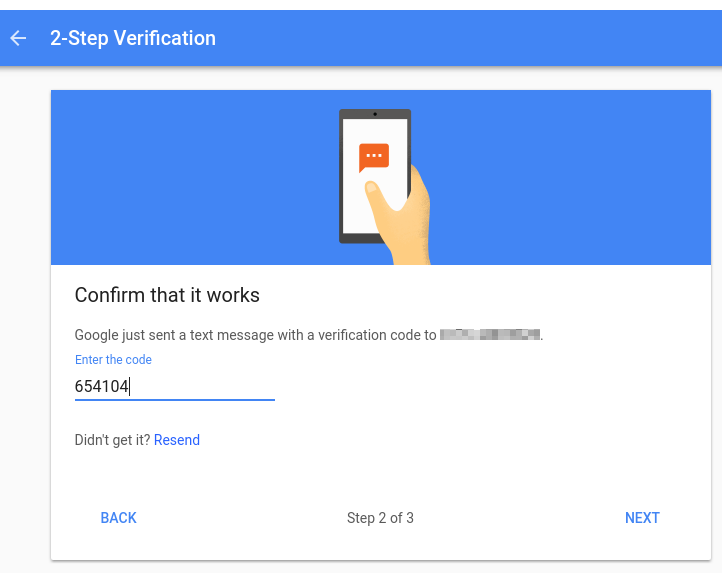 2-Step Verification
Confirm that it works
Google just sent a text message with a verification code to .
Enter the code
654104
Didn't get it? Resend
BACK Step 2 of 3 NEXT